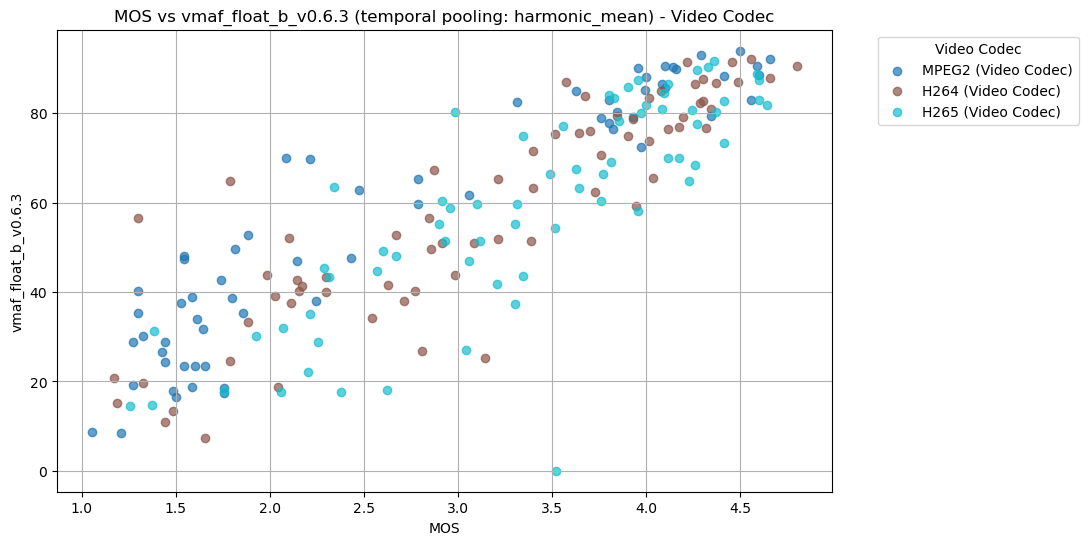 MOS vs vmaf_float_b_v0.6.3 (temporal pooling: harmonic_mean) - Video Codec
Video Codec
MPEG2 (Video Codec)
H264 (Video Codec)
H265 (Video Codec)
vmaf_float_b_v0.6.3
80
60
40
20
0
1.0 1.5 2.0 2.5 3.0 3.5 4.0 4.5
MOS